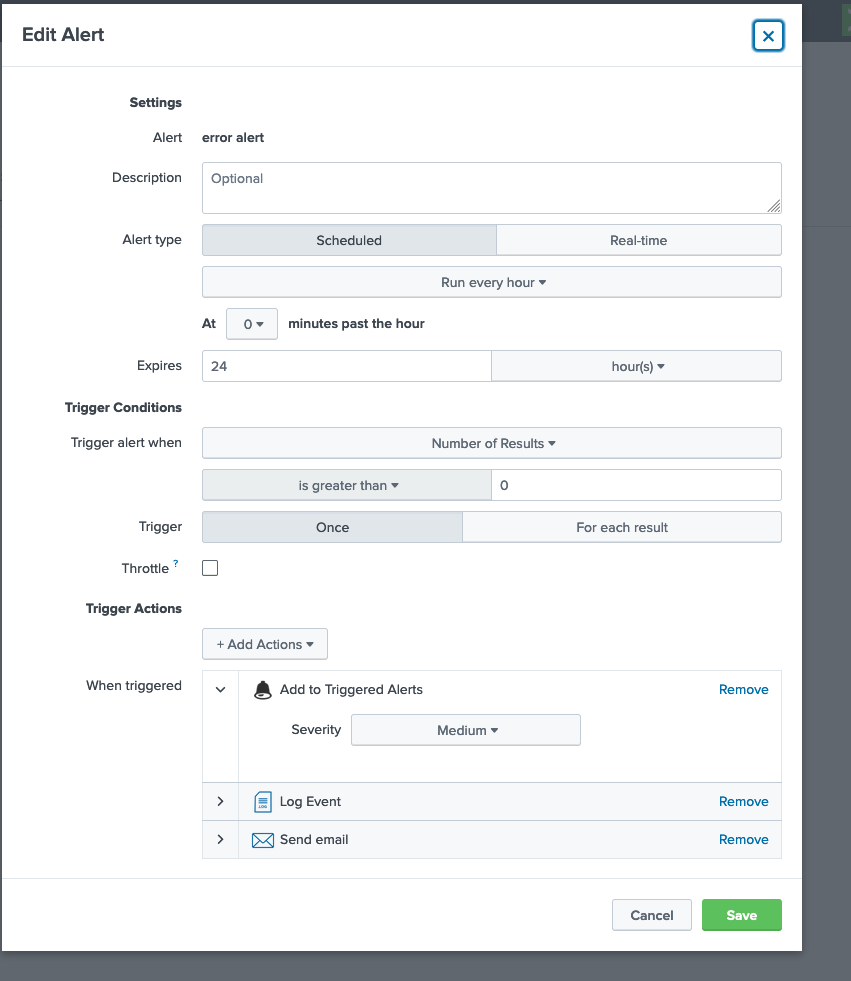 Edit Alert
Settings
Alert error alert
Description Optional
Alert type Scheduled Real-time
Run every hour
At 0 minutes past the hour
Expires 24 hour(s)
Trigger Conditions
Trigger alert when Number of Results
is greater than 0
Trigger Once For each result
Throttle ?
Trigger Actions
+ Add Actions
When triggered Add to Triggered Alerts Remove
Severity Medium
LOG Log Event Remove
Send email Remove
Cancel Save